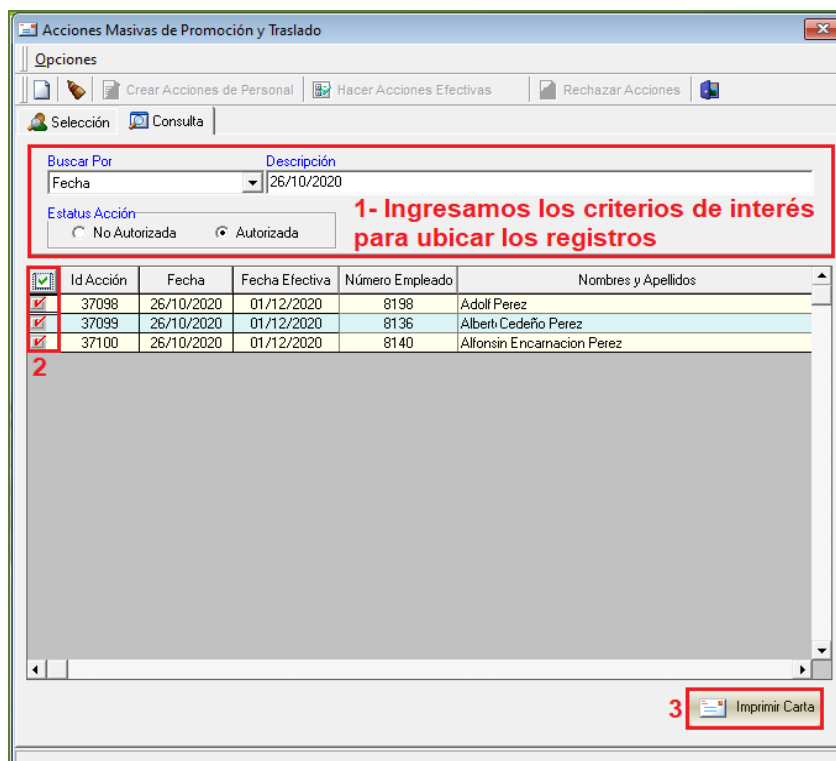 Acciones Masivas de Promoción y Traslado
Opciones
Crear Acciones de Personal Hacer Acciones Efectivas Rechazar Acciones
Selección Consulta
Buscar Por Descripción
Fecha 26/10/2020
Estatus Acción
No Autorizada Autorizada
1- Ingresamos los criterios de interés
para ubicar los registros
Id Acción Fecha Fecha Efectiva Número Empleado Nombres y Apellidos
37098 26/10/2020 01/12/2020 8198 Adolf Perez
37099 26/10/2020 01/12/2020 8136 Albert Cedeño Perez
37100 26/10/2020 01/12/2020 8140 Alfonsin Encarnacion Perez
2
3 Imprimir Carta